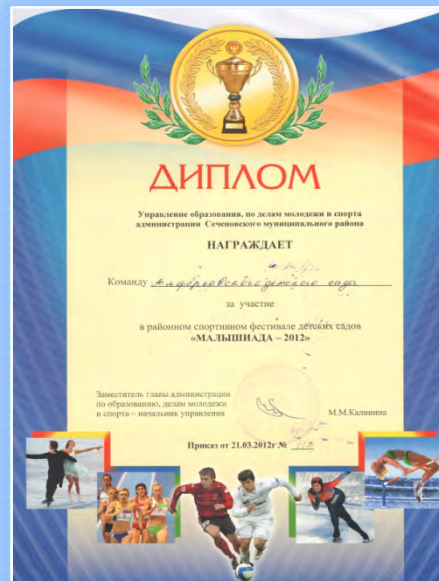 ДИПЛОМ
Управление образования, по делам молодежи и спорта
администрации Сеченовского муниципального района
НАГРАЖДАЕТ
Команду Алферьевского детского сада
за участие
в районном спортивном фестивале детских садов
«МАЛЫШИАДА – 2012»
Заместитель главы администрации
по образованию, делам молодежи
и спорта – начальник управления
М.М.Калинина
Приказ от 21.03.2012г №